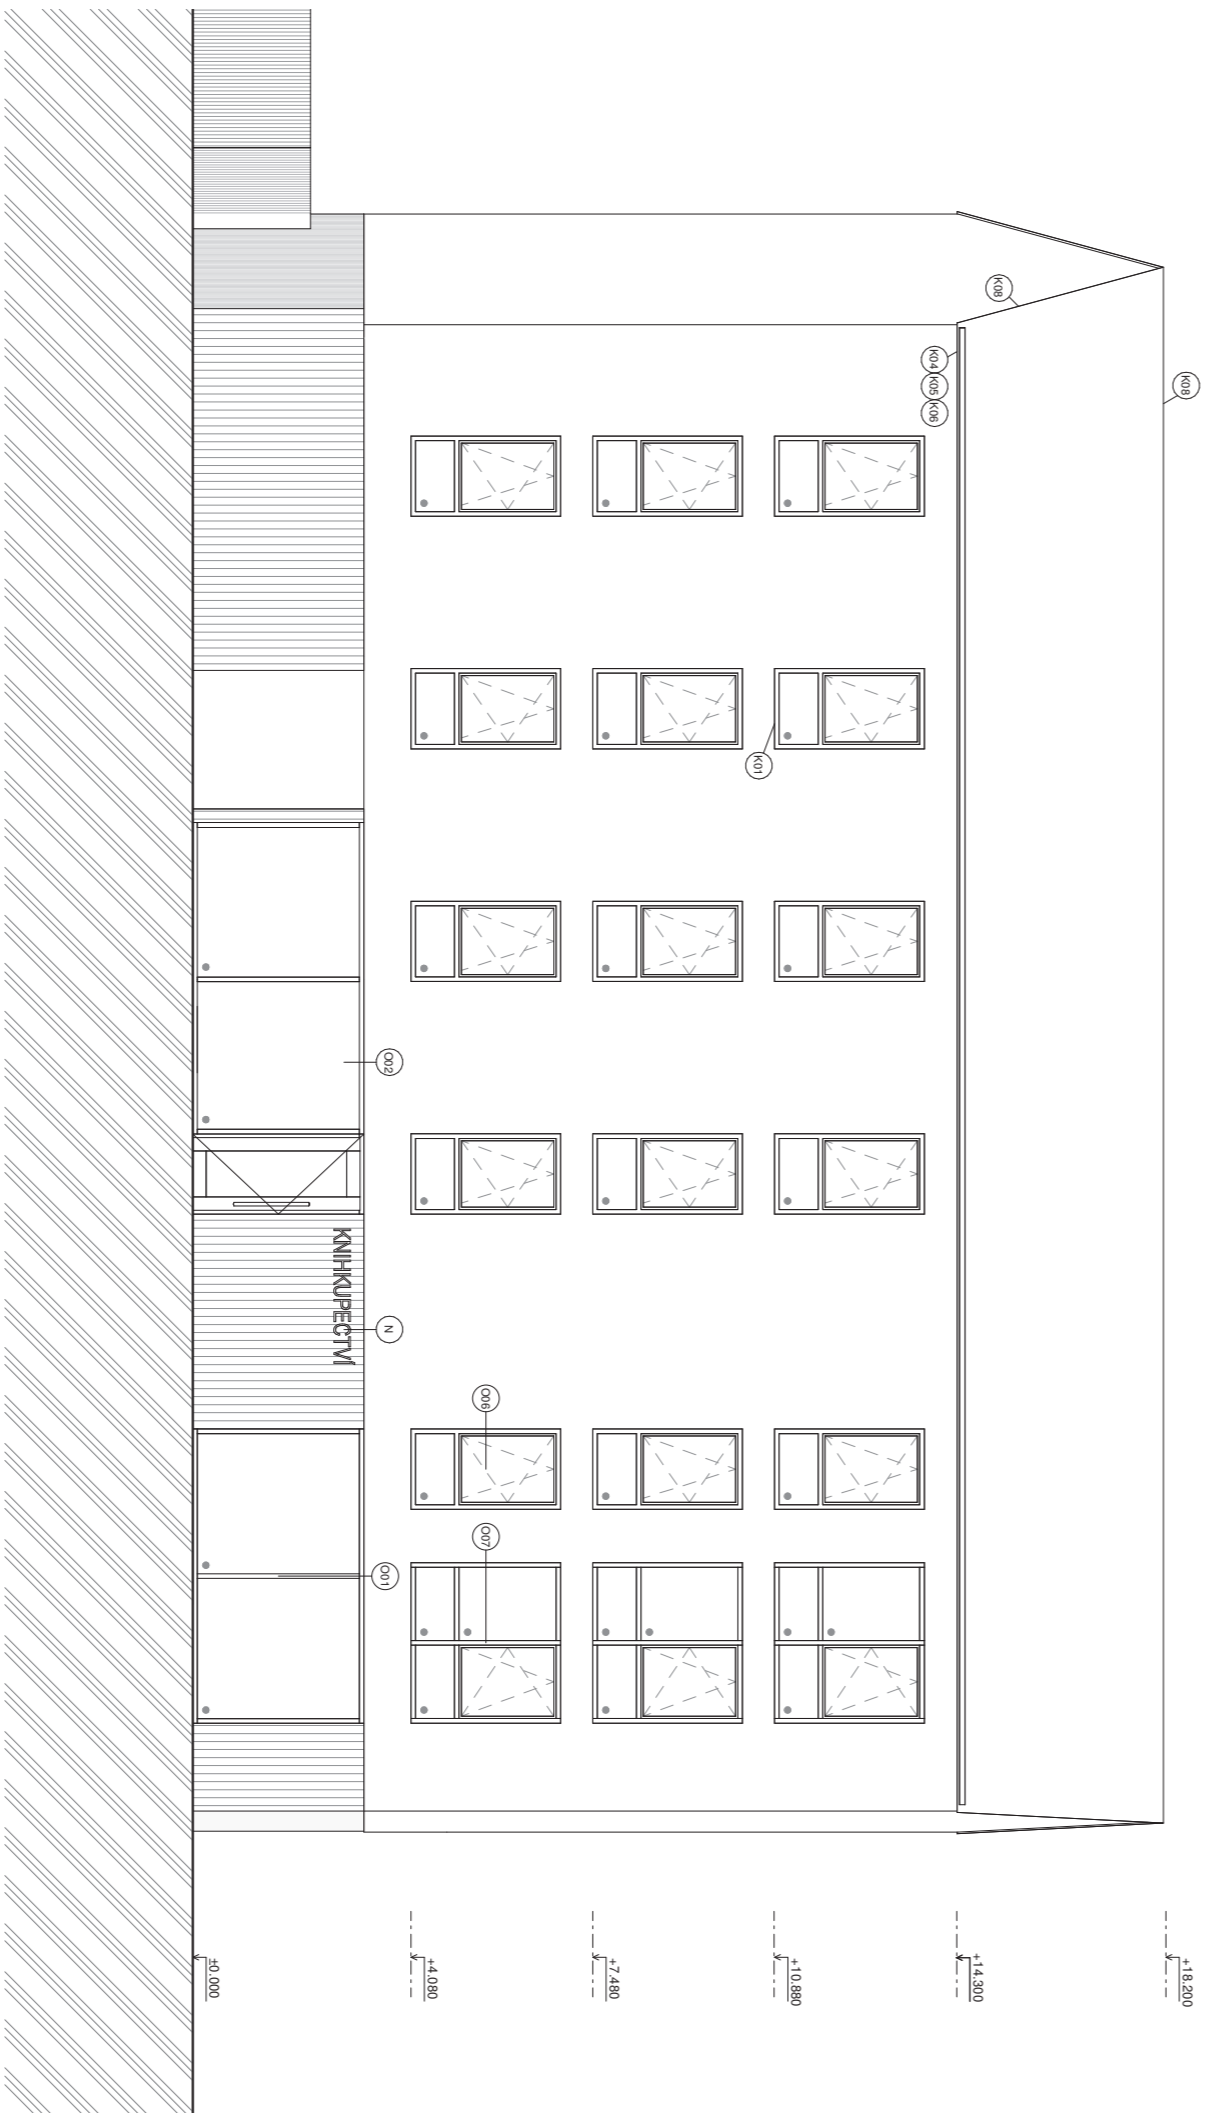 K08
+18.200
K08
+14.300
K04 K05 K06
+10.880
K01
+7.480
O06
O07
+4.080
O02
N
O01
KNIHKUPECTVÍ
±0.000